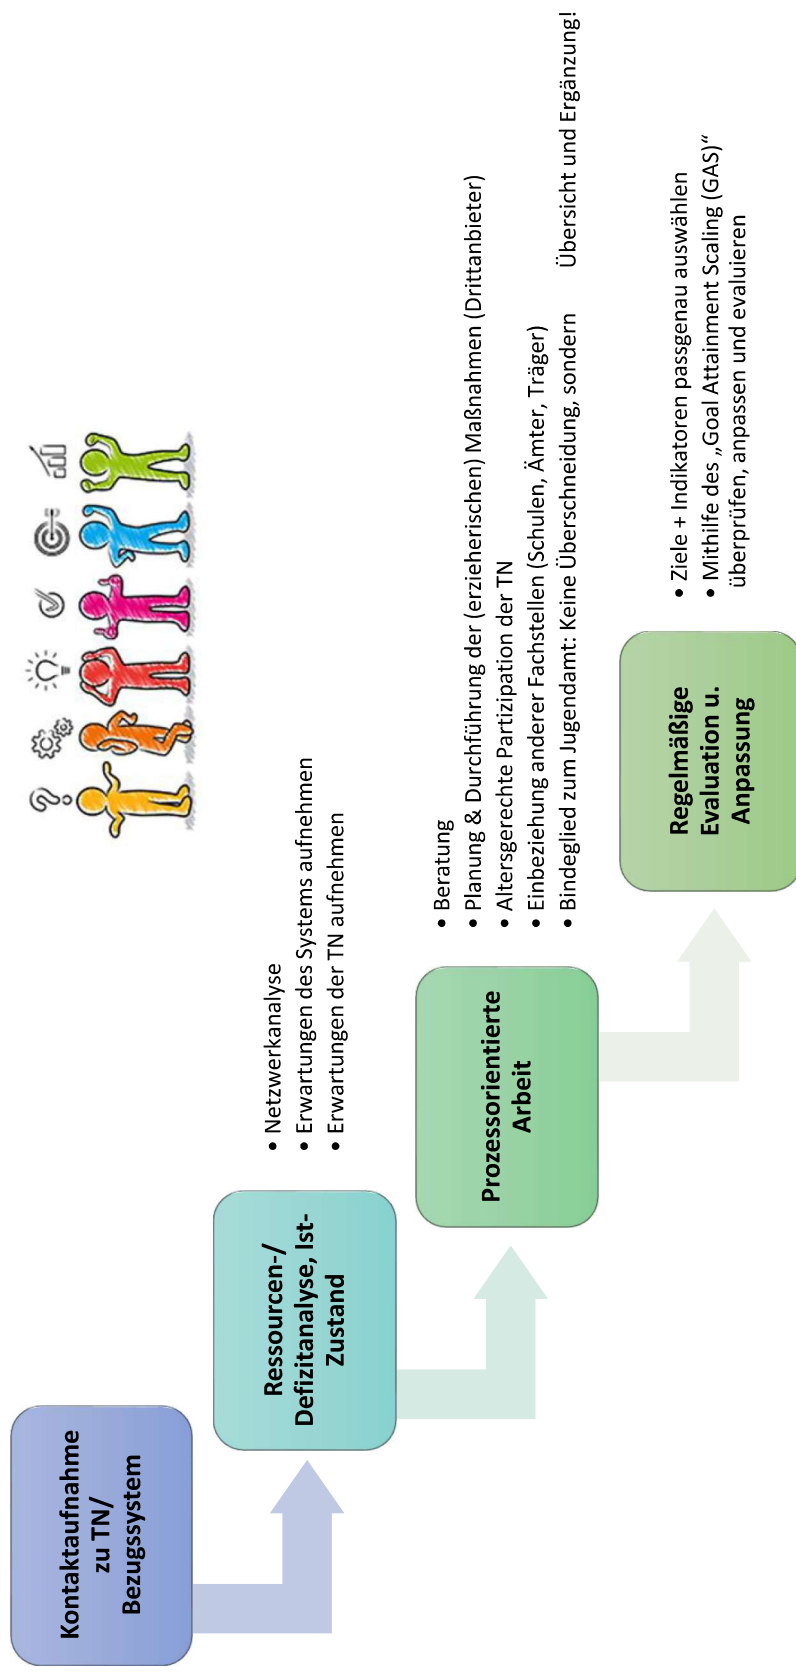 Kontaktaufnahme
zu TN/
Bezugssystem
Ressourcen-/
Defizitanalyse, Ist-
Zustand
• Netzwerkanalyse
• Erwartungen des Systems aufnehmen
• Erwartungen der TN aufnehmen
Prozessorientierte
Arbeit
• Beratung
• Planung & Durchführung der (erzieherischen) Maßnahmen (Drittanbieter)
• Altersgerechte Partizipation der TN
• Einbeziehung anderer Fachstellen (Schulen, Ämter, Träger)
• Bindeglied zum Jugendamt: Keine Überschneidung, sondern Übersicht und Ergänzung!
Regelmäßige
Evaluation u.
Anpassung
• Ziele + Indikatoren passgenau auswählen
• Mithilfe des „Goal Attainment Scaling (GAS)“
überprüfen, anpassen und evaluieren